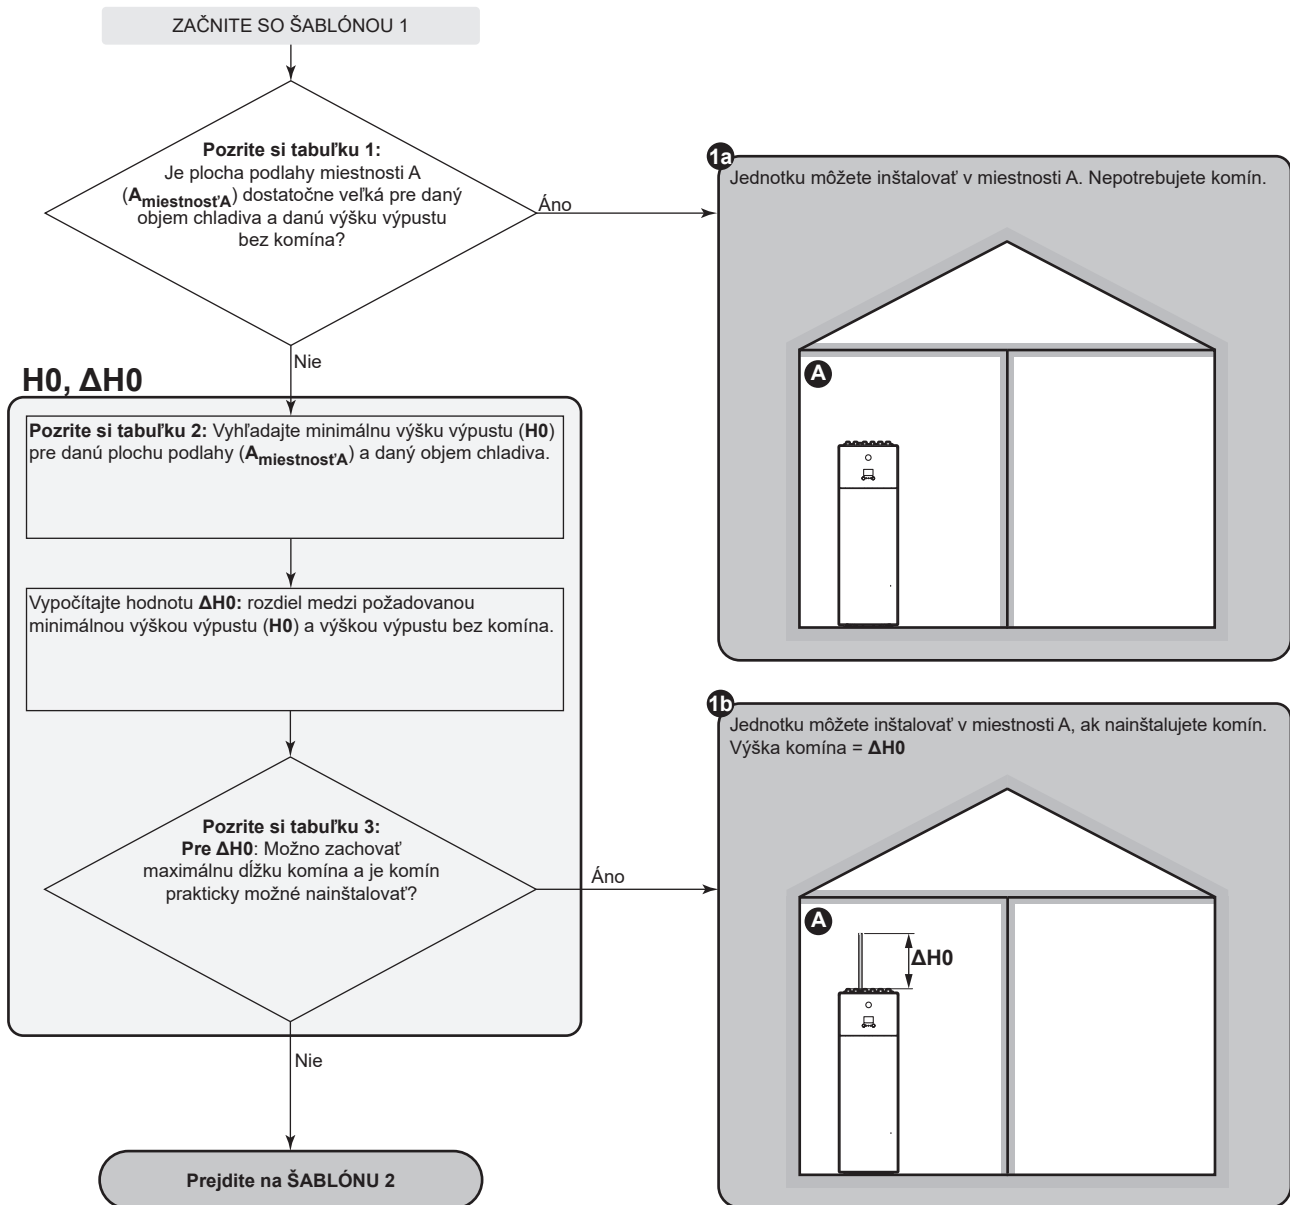 ZAČNITE SO ŠABLÓNOU 1
Pozrite si tabuľku 1:
Je plocha podlahy miestnosti A
(AmiestnosťA) dostatočne veľká pre daný
objem chladiva a danú výšku výpustu
bez komína?
Áno
Nie
1a
Jednotku môžete inštalovať v miestnosti A. Nepotrebujete komín.
A
H0, ΔH0
Pozrite si tabuľku 2: Vyhľadajte minimálnu výšku výpustu (H0)
pre danú plochu podlahy (AmiestnosťA) a daný objem chladiva.
Vypočítajte hodnotu ΔH0: rozdiel medzi požadovanou
minimálnou výškou výpustu (H0) a výškou výpustu bez komína.
Pozrite si tabuľku 3:
Pre ΔH0: Možno zachovať
maximálnu dĺžku komína a je komín
prakticky možné nainštalovať?
Áno
Nie
1b
Jednotku môžete inštalovať v miestnosti A, ak nainštalujete komín.
Výška komína = ΔH0
A
ΔH0
Prejdite na ŠABLÓNU 2